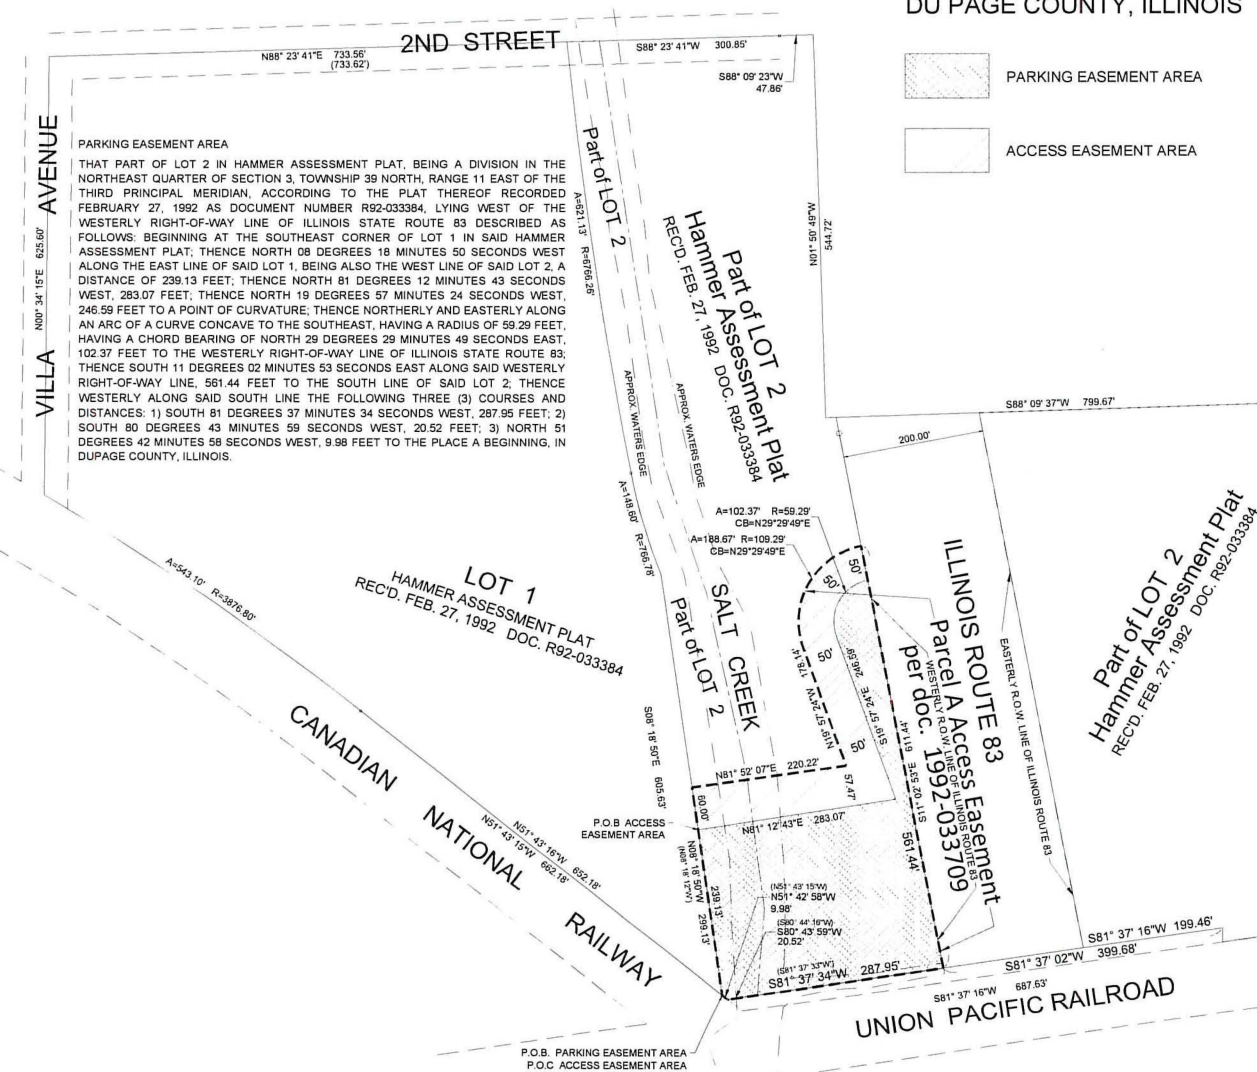 DU PAGE COUNTY, ILLINOIS
PARKING EASEMENT AREA
ACCESS EASEMENT AREA
2ND STREET
N88° 23' 41"E 733.56'
(733.62')
S88° 23' 41"W 300.85'
S88° 09' 23"W
47.86'
VILLA AVENUE
N00° 34' 15"E 625.60'
PARKING EASEMENT AREA
THAT PART OF LOT 2 IN HAMMER ASSESSMENT PLAT, BEING A DIVISION IN THE
NORTHEAST QUARTER OF SECTION 3, TOWNSHIP 39 NORTH, RANGE 11 EAST OF THE
THIRD PRINCIPAL MERIDIAN, ACCORDING TO THE PLAT THEREOF RECORDED
FEBRUARY 27, 1992 AS DOCUMENT NUMBER R92-033384, LYING WEST OF THE
WESTERLY RIGHT-OF-WAY LINE OF ILLINOIS STATE ROUTE 83 DESCRIBED AS
FOLLOWS: BEGINNING AT THE SOUTHEAST CORNER OF LOT 1 IN SAID HAMMER
ASSESSMENT PLAT; THENCE NORTH 08 DEGREES 18 MINUTES 50 SECONDS WEST
ALONG THE EAST LINE OF SAID LOT 1, BEING ALSO THE WEST LINE OF SAID LOT 2, A
DISTANCE OF 239.13 FEET; THENCE NORTH 81 DEGREES 12 MINUTES 43 SECONDS
WEST, 283.07 FEET; THENCE NORTH 19 DEGREES 57 MINUTES 24 SECONDS WEST,
246.59 FEET TO A POINT OF CURVATURE; THENCE NORTHERLY AND EASTERLY ALONG
AN ARC OF A CURVE CONCAVE TO THE SOUTHEAST, HAVING A RADIUS OF 59.29 FEET,
HAVING A CHORD BEARING OF NORTH 29 DEGREES 29 MINUTES 49 SECONDS EAST,
102.37 FEET TO THE WESTERLY RIGHT-OF-WAY LINE OF ILLINOIS STATE ROUTE 83;
THENCE SOUTH 11 DEGREES 02 MINUTES 53 SECONDS EAST ALONG SAID WESTERLY
RIGHT-OF-WAY LINE, 561.44 FEET TO THE SOUTH LINE OF SAID LOT 2; THENCE
WESTERLY ALONG SAID SOUTH LINE THE FOLLOWING THREE (3) COURSES AND
DISTANCES: 1) SOUTH 81 DEGREES 37 MINUTES 34 SECONDS WEST, 287.95 FEET; 2)
SOUTH 80 DEGREES 43 MINUTES 59 SECONDS WEST, 20.52 FEET; 3) NORTH 51
DEGREES 42 MINUTES 58 SECONDS WEST, 9.98 FEET TO THE PLACE A BEGINNING, IN
DUPAGE COUNTY, ILLINOIS.
Part of LOT 2
A=621.13' R=6766.26'
Part of LOT 2
Hammer Assessment Plat
REC'D. FEB. 27, 1992 DOC. R92-033384
N01° 50' 49"W
544.72'
APPROX. WATERS EDGE
APPROX. WATERS EDGE
S88° 09' 37"W 799.67'
200.00'
A=148.60' R=766.78'
A=102.37' R=59.29'
CB=N29°29'49"E
A=188.67' R=109.29'
CB=N29°29'49"E
50'
50'
50'
50'
A=543.10' R=3876.80'
LOT 1
HAMMER ASSESSMENT PLAT
REC'D. FEB. 27, 1992 DOC. R92-033384
Part of LOT 2
SALT CREEK
N19° 57' 24"W 178.14'
S19° 57' 24"E 246.59'
S11° 02' 53"E 611.44'
561.44'
ILLINOIS ROUTE 83
WESTERLY R.O.W. LINE OF ILLINOIS ROUTE 83
Parcel A Access Easement
per doc. 1992-033709
EASTERLY R.O.W. LINE OF ILLINOIS ROUTE 83
Part of LOT 2
Hammer Assessment Plat
REC'D. FEB. 27, 1992 DOC. R92-033384
S08° 18' 50"E 605.63'
N81° 52' 07"E 220.22'
57.47'
60.00'
P.O.B ACCESS
EASEMENT AREA
N81° 12' 43"E 283.07'
CANADIAN NATIONAL RAILWAY
N51° 43' 16"W 652.18'
N51° 43' 15"W 662.18'
N08° 18' 50"W 299.13'
(N08° 18' 12"W)
239.13'
(N51° 43' 15"W)
N51° 42' 58"W
9.98'
(S80° 44' 16"W)
S80° 43' 59"W
20.52'
(S81° 37' 33"W)
S81° 37' 34"W 287.95'
S81° 37' 16"W 199.46'
S81° 37' 02"W 399.68'
S81° 37' 16"W 687.63'
UNION PACIFIC RAILROAD
P.O.B. PARKING EASEMENT AREA
P.O.C ACCESS EASEMENT AREA